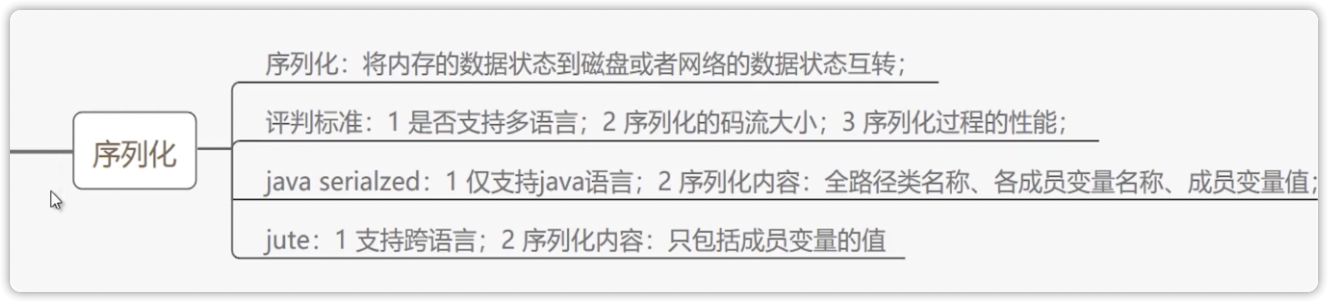 序列化：将内存的数据状态到磁盘或者网络的数据状态互转；
评判标准：1 是否支持多语言；2 序列化的码流大小；3 序列化过程的性能；
序列化
java serialzed：1 仅支持java语言；2 序列化内容：全路径类名称、各成员变量名称、成员变量值；
jute：1 支持跨语言；2 序列化内容：只包括成员变量的值